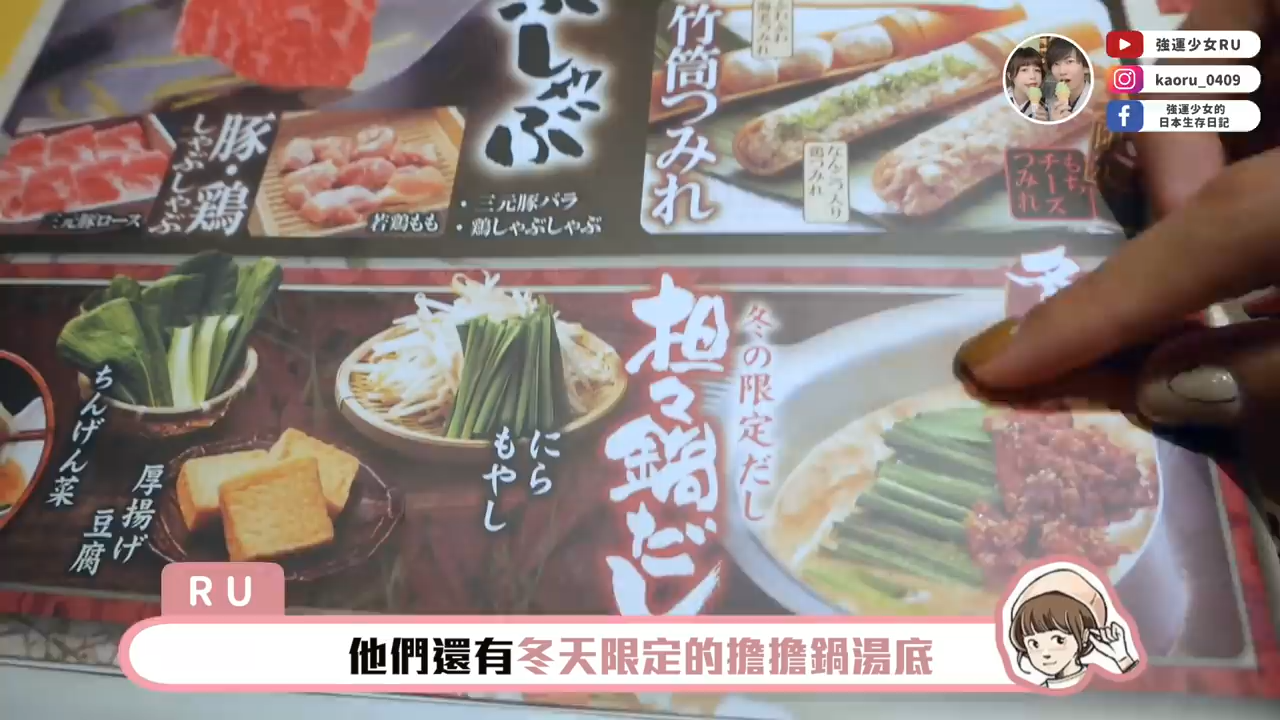 強運少女RU
kaoru_0409
強運少女的
日本生存日記
しゃぶ
豚・鶏
しゃぶしゃぶ
三元豚ロース
若鶏もも
・三元豚バラ
・鶏しゃぶしゃぶ
竹筒つみれ
なんこつ入り
鶏つみれ
もち
チーズ
つみれ
ちんげん菜
厚揚げ
豆腐
にら
もやし
冬の限定だし
担々鍋だし
RU
他們還有冬天限定的擔擔鍋湯底